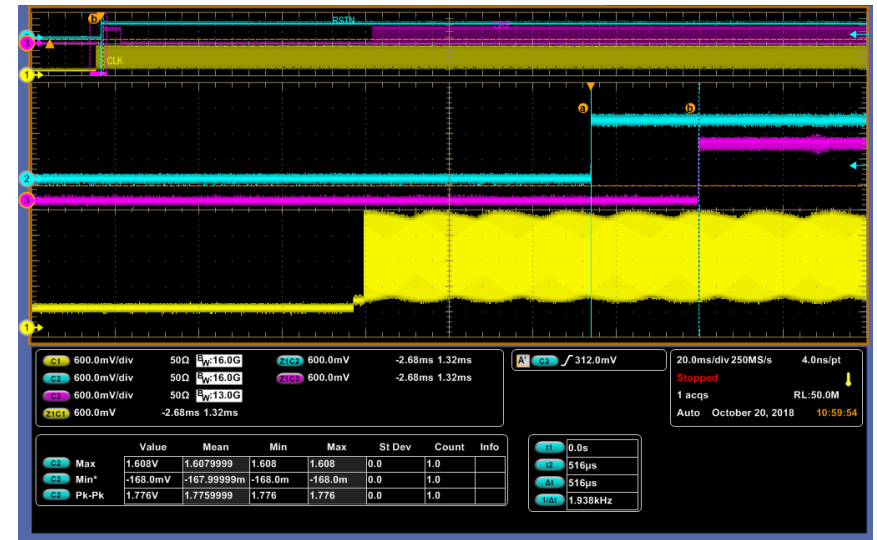 b RSTN
3
CLK
1
a b
2
3
1
C1 600.0mV/div 50Ω BW:16.0G Z1C2 600.0mV -2.68ms 1.32ms
C2 600.0mV/div 50Ω BW:16.0G Z1C3 600.0mV -2.68ms 1.32ms
C3 600.0mV/div 50Ω BW:13.0G
Z1C1 600.0mV -2.68ms 1.32ms
A' C2 312.0mV
20.0ms/div 250MS/s 4.0ns/pt
Stopped
1 acqs RL:50.0M
Auto October 20, 2018 10:59:54
Value Mean Min Max St Dev Count Info
C2 Max 1.608V 1.6079999 1.608 1.608 0.0 1.0
C2 Min* -168.0mV -167.99999m -168.0m -168.0m 0.0 1.0
C2 Pk-Pk 1.776V 1.7759999 1.776 1.776 0.0 1.0
t1 0.0s
t2 516µs
Δt 516µs
1/Δt 1.938kHz